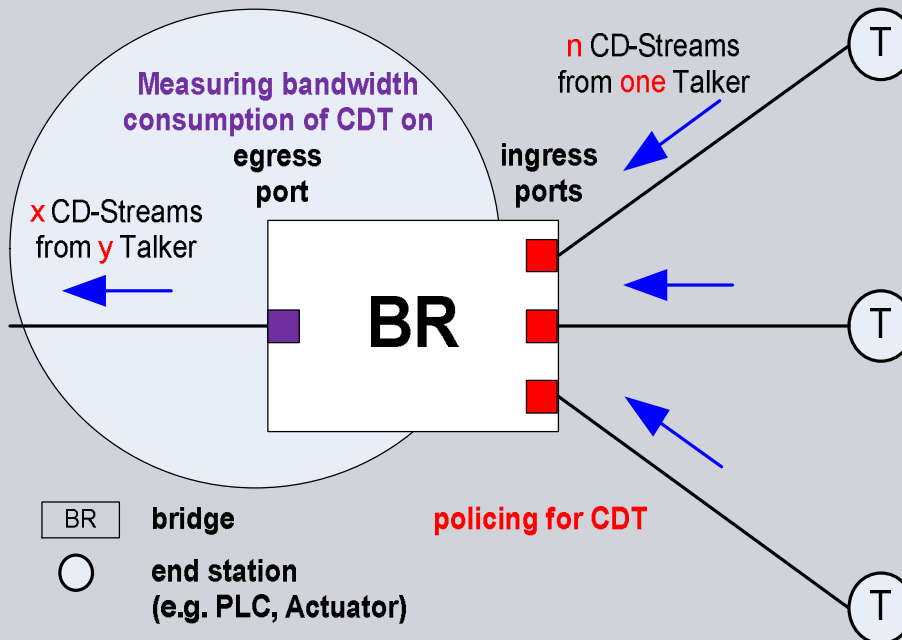 T
n CD-Streams
from one Talker
Measuring bandwidth
consumption of CDT on
egress
port
ingress
ports
x CD-Streams
from y Talker
BR
T
BR
bridge
policing for CDT
end station
(e.g. PLC, Actuator)
T